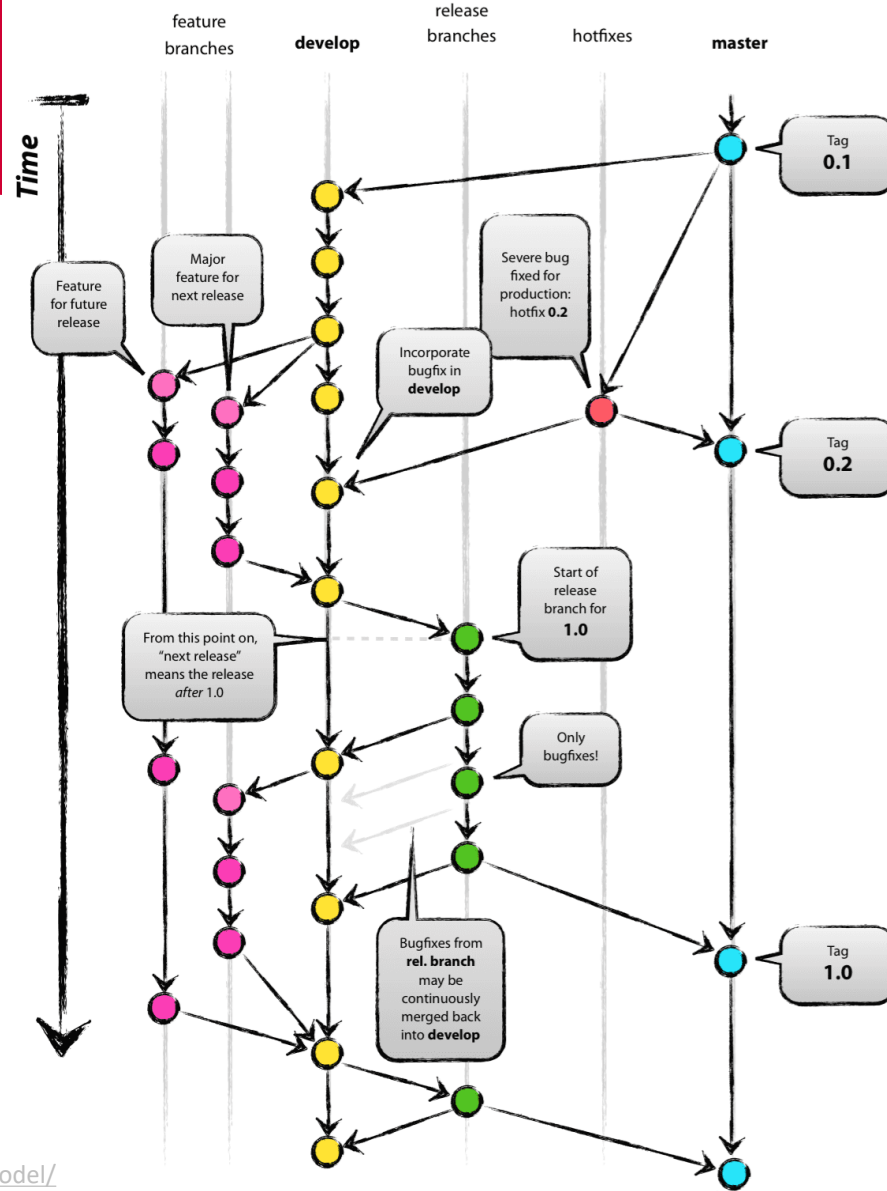 feature
branches
develop
release
branches
hotfixes
master
Time
Tag
0.1
Feature
for future
release
Major
feature for
next release
Severe bug
fixed for
production:
hotfix 0.2
Incorporate
bugfix in
develop
Tag
0.2
Start of
release
branch for
1.0
From this point on,
“next release”
means the release
after 1.0
Only
bugfixes!
Bugfixes from
rel. branch
may be
continuously
merged back
into develop
Tag
1.0
odel/